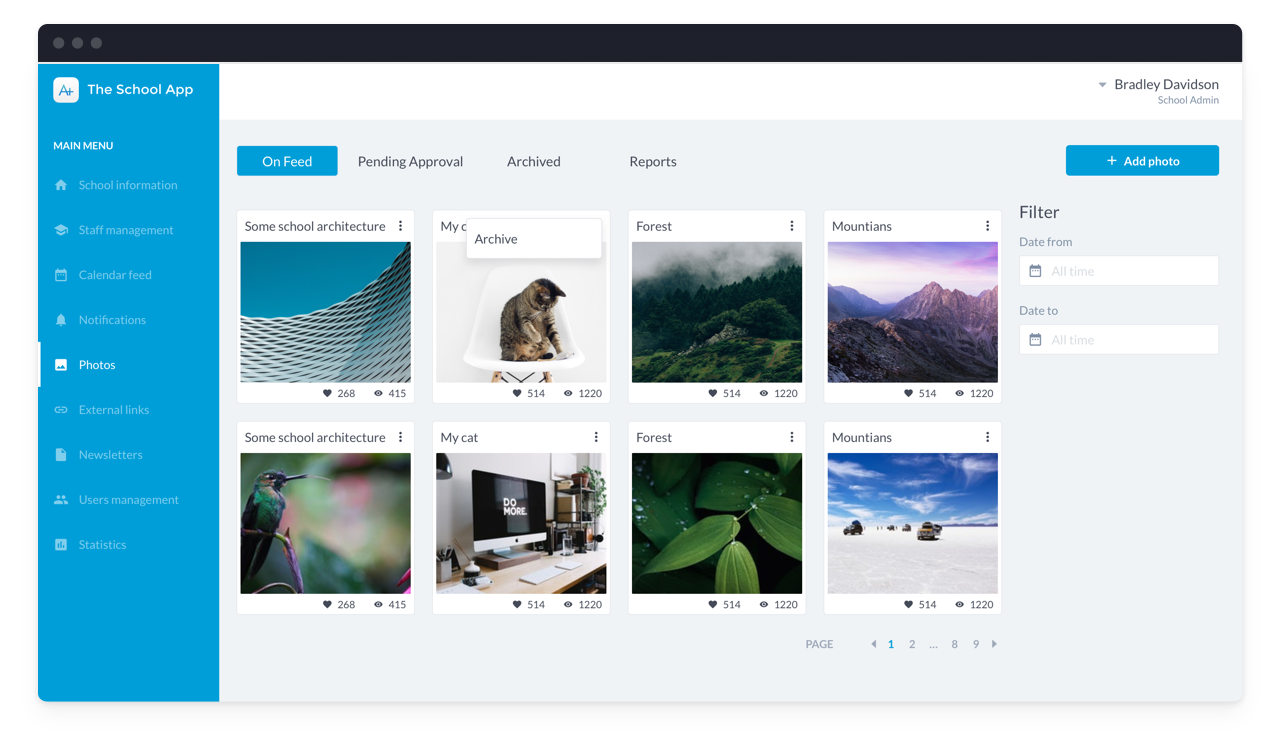 The School App
Bradley Davidson
School Admin
MAIN MENU
School information
Staff management
Calendar feed
Notifications
Photos
External links
Newsletters
Users management
Statistics
On Feed
Pending Approval
Archived
Reports
+ Add photo
Some school architecture
My c
Archive
Forest
Mountians
268 415
514 1220
514 1220
514 1220
Some school architecture
My cat
Forest
Mountians
DO
MORE.
268 415
514 1220
514 1220
514 1220
PAGE
1 2 ... 8 9
Filter
Date from
All time
Date to
All time